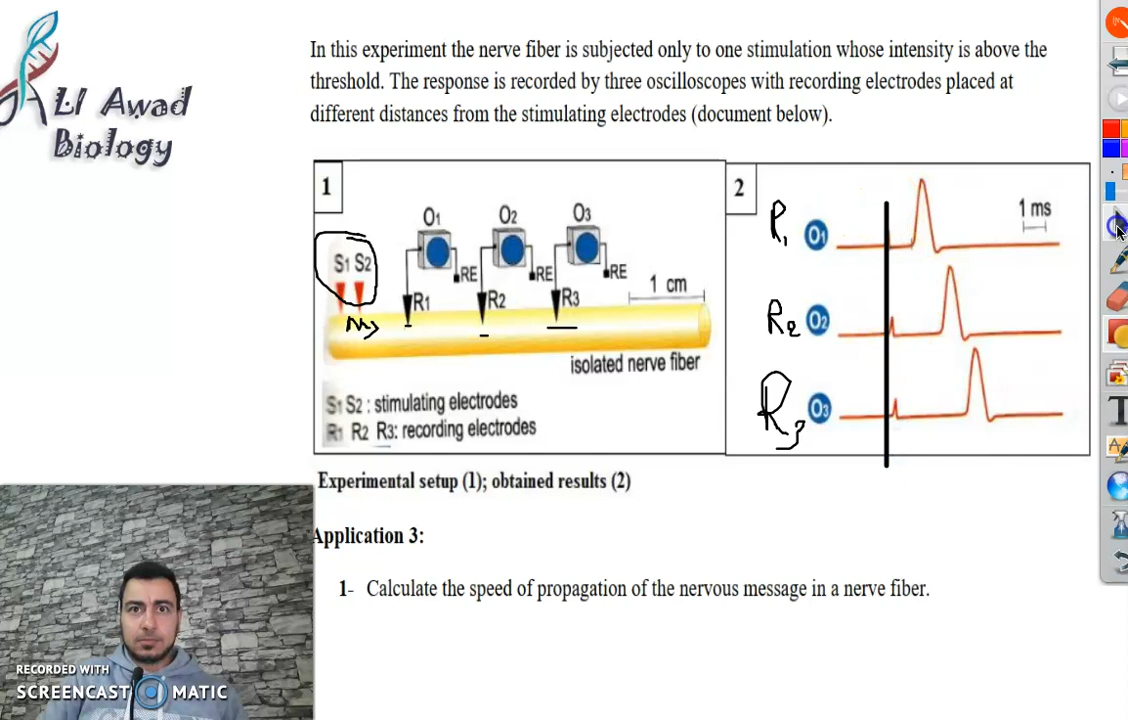 ALI Awad
Biology
In this experiment the nerve fiber is subjected only to one stimulation whose intensity is above the
threshold. The response is recorded by three oscilloscopes with recording electrodes placed at
different distances from the stimulating electrodes (document below).
1
O1 O2 O3
S1 S2
RE RE RE
R1 R2 R3
1 cm
isolated nerve fiber
S1 S2 : stimulating electrodes
R1 R2 R3: recording electrodes
2
R1 O1
1 ms
R2 O2
R3 O3
Experimental setup (1); obtained results (2)
Application 3:
1- Calculate the speed of propagation of the nervous message in a nerve fiber.
RECORDED WITH
SCREENCAST MATIC